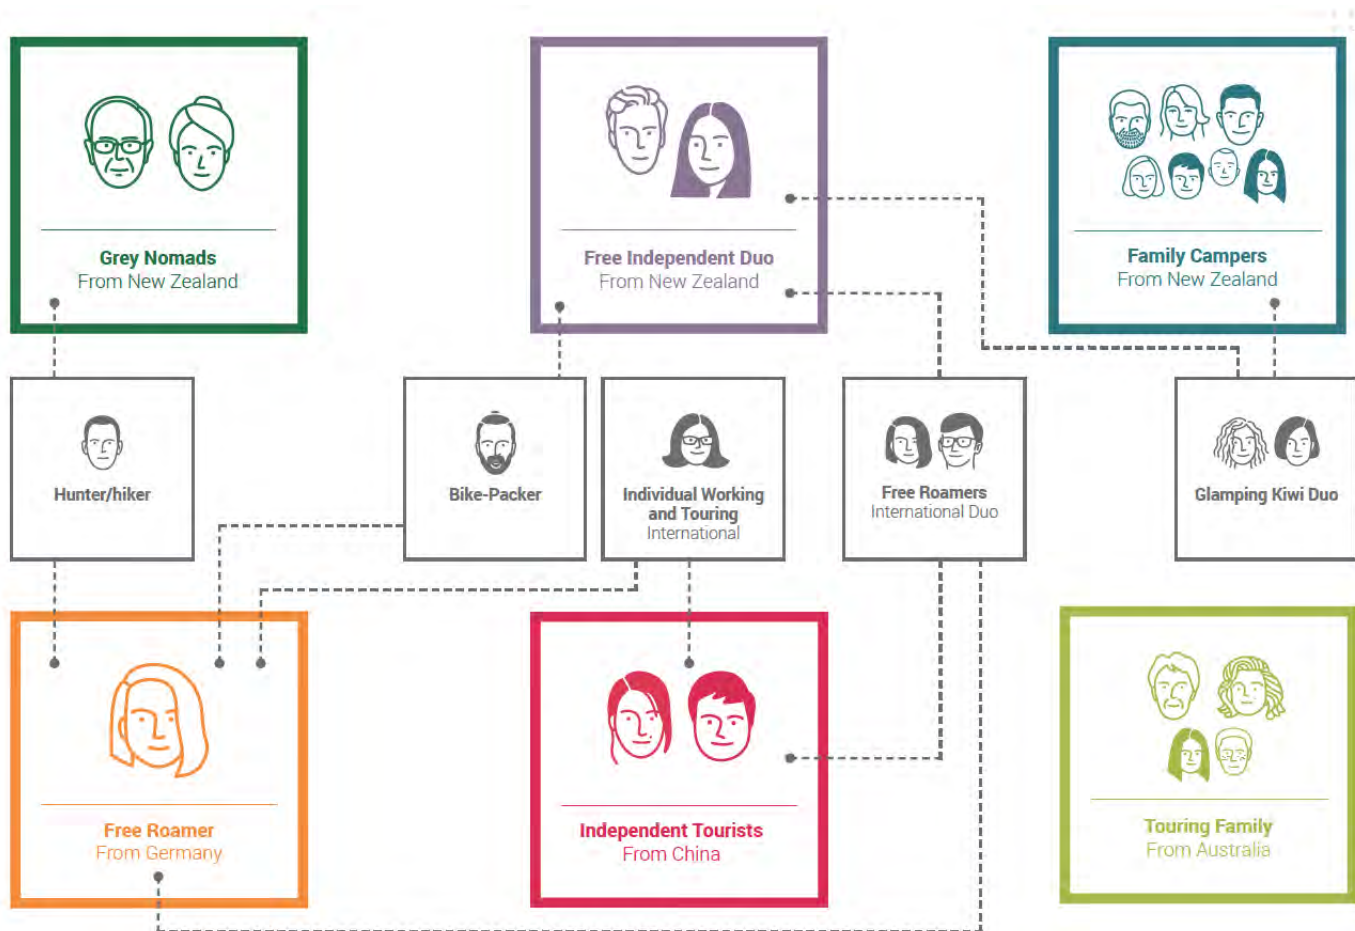 Grey Nomads
From New Zealand
Free Independent Duo
From New Zealand
Family Campers
From New Zealand
Hunter/hiker
Bike-Packer
Individual Working
and Touring
International
Free Roamers
International Duo
Glamping Kiwi Duo
Free Roamer
From Germany
Independent Tourists
From China
Touring Family
From Australia